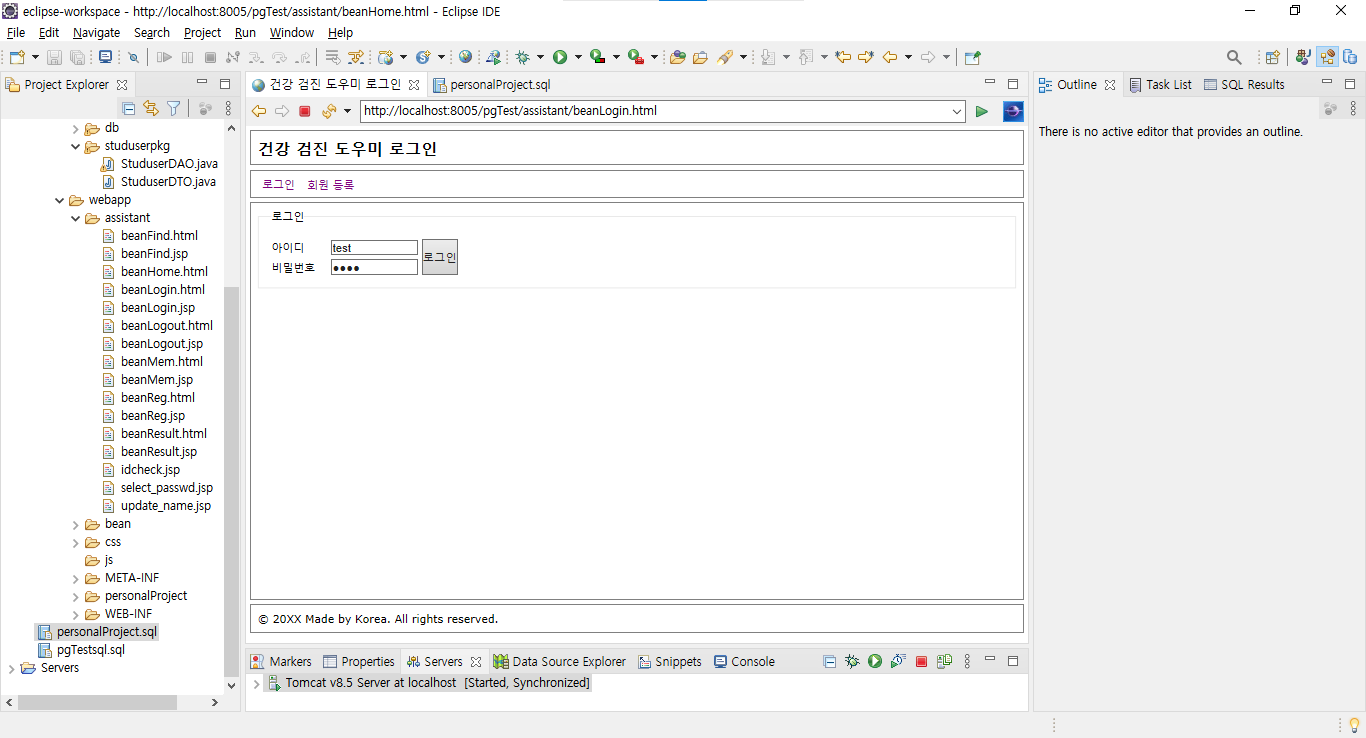 eclipse-workspace - http://localhost:8005/pgTest/assistant/beanHome.html - Eclipse IDE
File Edit Navigate Search Project Run Window Help
Project Explorer
db
studuserpkg
StuduserDAO.java
StuduserDTO.java
webapp
assistant
beanFind.html
beanFind.jsp
beanHome.html
beanLogin.html
beanLogin.jsp
beanLogout.html
beanLogout.jsp
beanMem.html
beanMem.jsp
beanReg.html
beanReg.jsp
beanResult.html
beanResult.jsp
idcheck.jsp
select_passwd.jsp
update_name.jsp
bean
css
js
META-INF
personalProject
WEB-INF
personalProject.sql
pgTestsql.sql
Servers
건강 검진 도우미 로그인 personalProject.sql
http://localhost:8005/pgTest/assistant/beanLogin.html
건강 검진 도우미 로그인
로그인 회원 등록
로그인
아이디 test
비밀번호 ●●●●
로그인
© 20XX Made by Korea. All rights reserved.
Markers Properties Servers Data Source Explorer Snippets Console
Tomcat v8.5 Server at localhost [Started, Synchronized]
Outline Task List SQL Results
There is no active editor that provides an outline.